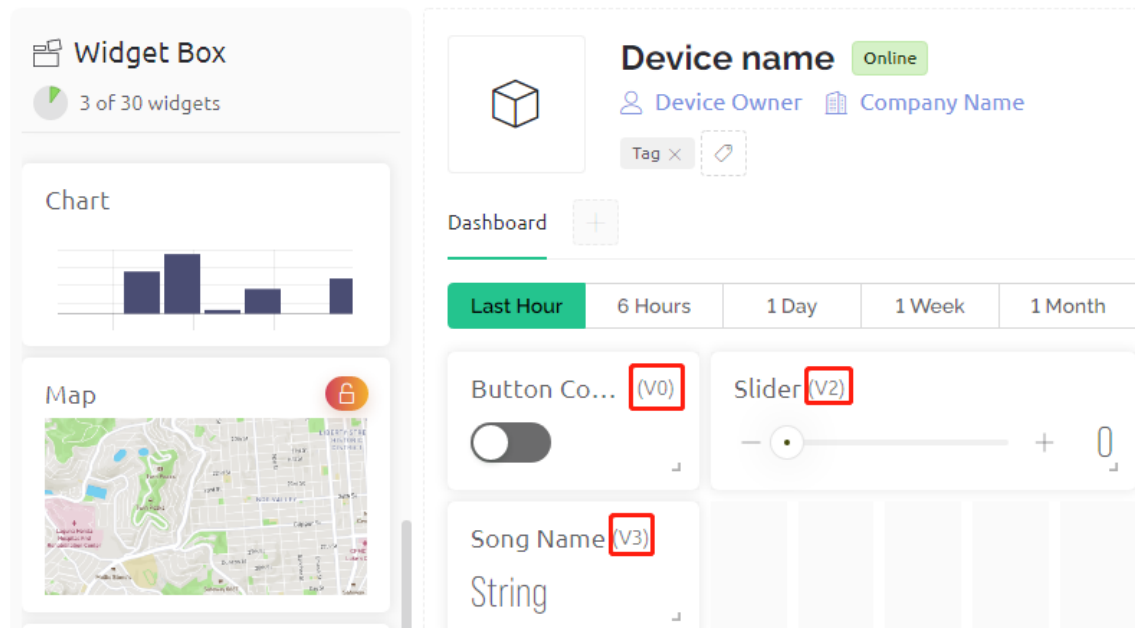 Widget Box
3 of 30 widgets
Chart
Map
Device name
Online
Device Owner
Company Name
Tag
Dashboard
Last Hour
6 Hours
1 Day
1 Week
1 Month
Button Co... (V0)
Slider (V2)
0
Song Name (V3)
String